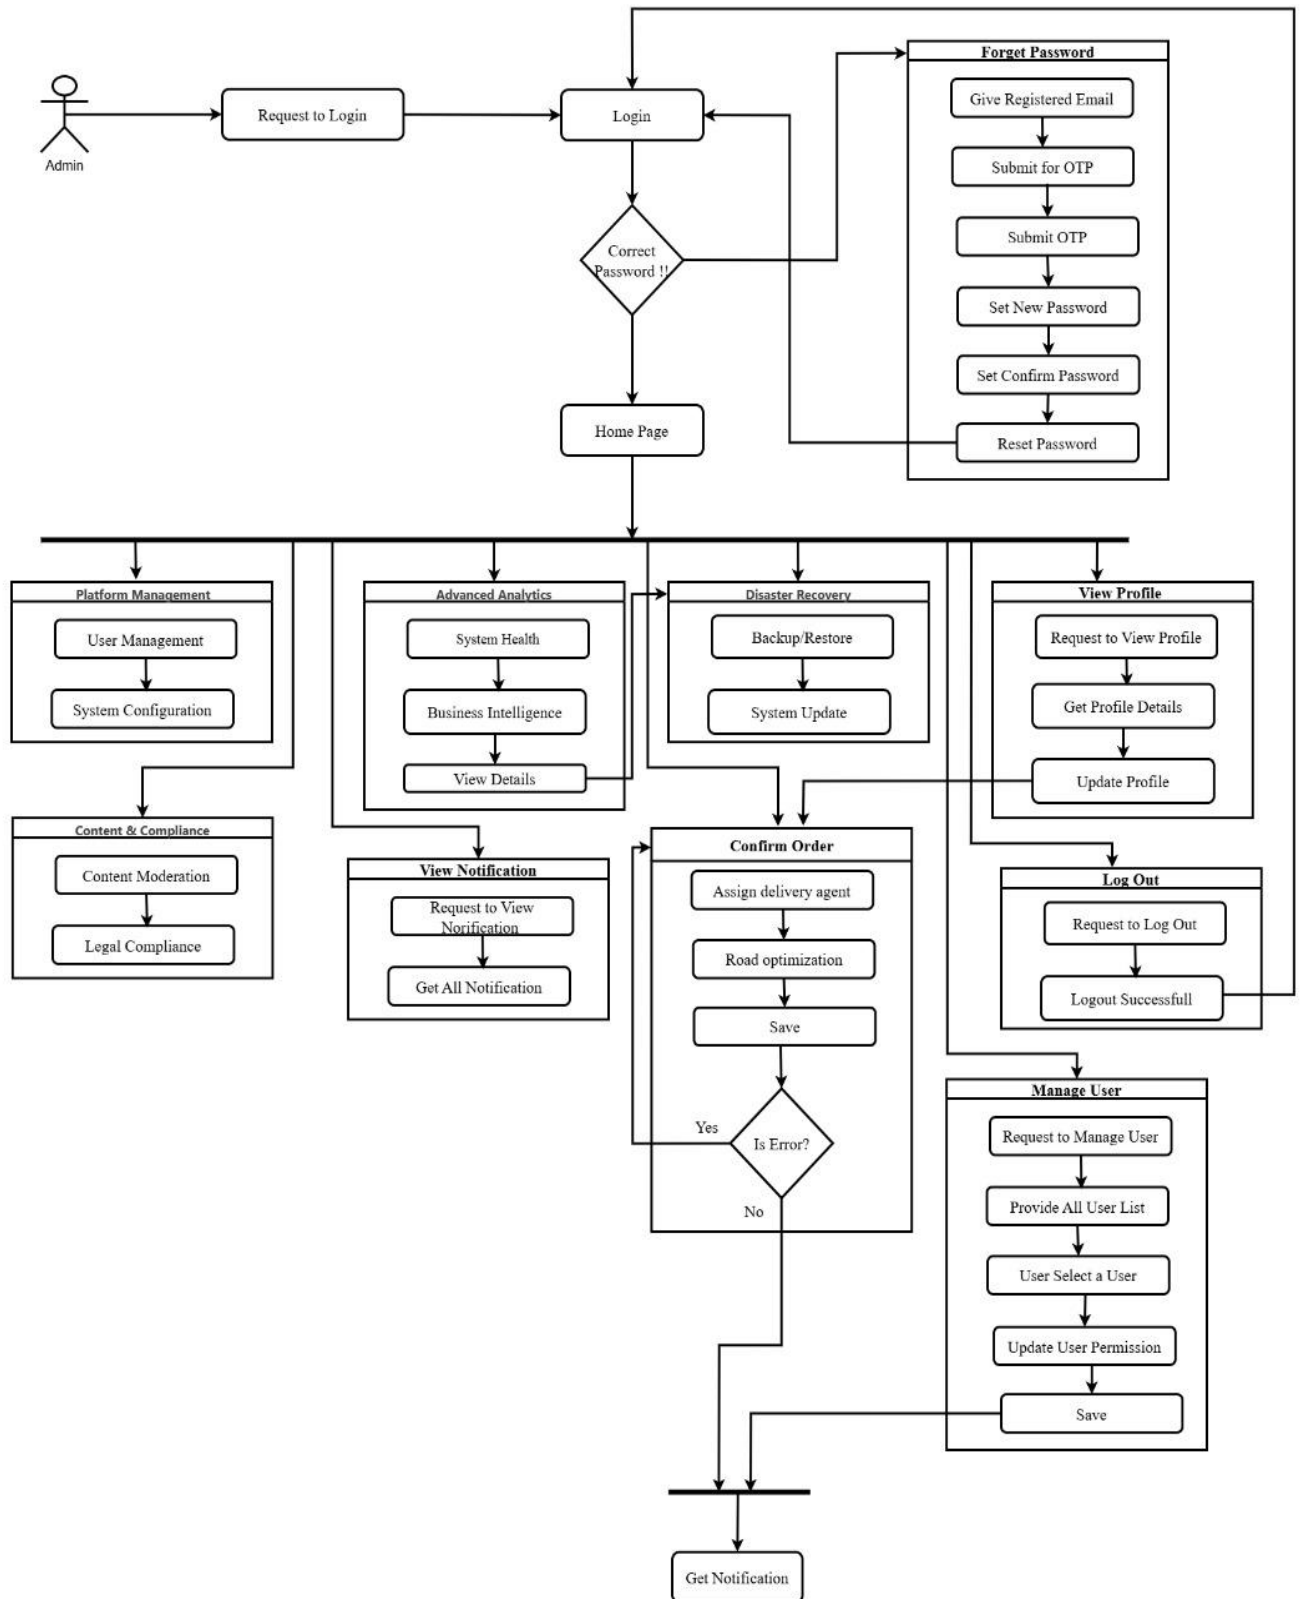 Forget Password
Give Registered Email
Admin
Request to Login
Login
Submit for OTP
Submit OTP
Correct
Password !!
Set New Password
Set Confirm Password
Home Page
Reset Password
Platform Management
User Management
System Configuration
Advanced Analytics
System Health
Business Intelligence
View Details
Disaster Recovery
Backup/Restore
System Update
View Profile
Request to View Profile
Get Profile Details
Update Profile
Content & Compliance
Content Moderation
Legal Compliance
View Notification
Request to View
Norification
Get All Notification
Confirm Order
Assign delivery agent
Road optimization
Save
Yes
Is Error?
No
Log Out
Request to Log Out
Logout Successfull
Manage User
Request to Manage User
Provide All User List
User Select a User
Update User Permission
Save
Get Notification